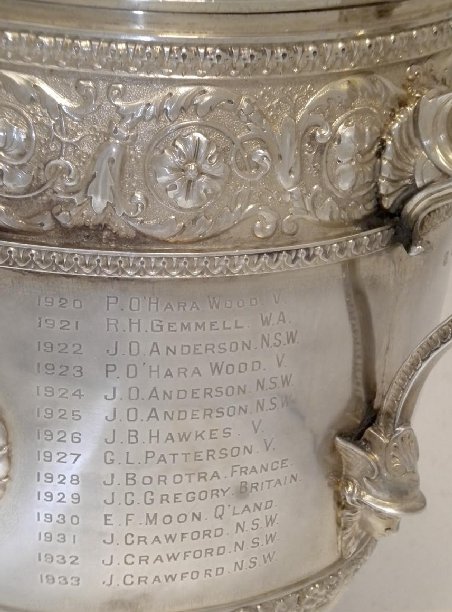 1920 P. O'HARA WOOD. V.
1921 R.H. GEMMELL. W.A.
1922 J.O. ANDERSON. N.S.W.
1923 P. O'HARA WOOD. V.
1924 J.O. ANDERSON. N.S.W.
1925 J.O. ANDERSON. N.S.W.
1926 J.B. HAWKES. V.
1927 G.L. PATTERSON. V.
1928 J. BOROTRA. FRANCE.
1929 J.C. GREGORY. BRITAIN.
1930 E.F. MOON. Q'LAND.
1931 J. CRAWFORD. N.S.W.
1932 J. CRAWFORD. N.S.W.
1933 J. CRAWFORD. N.S.W.